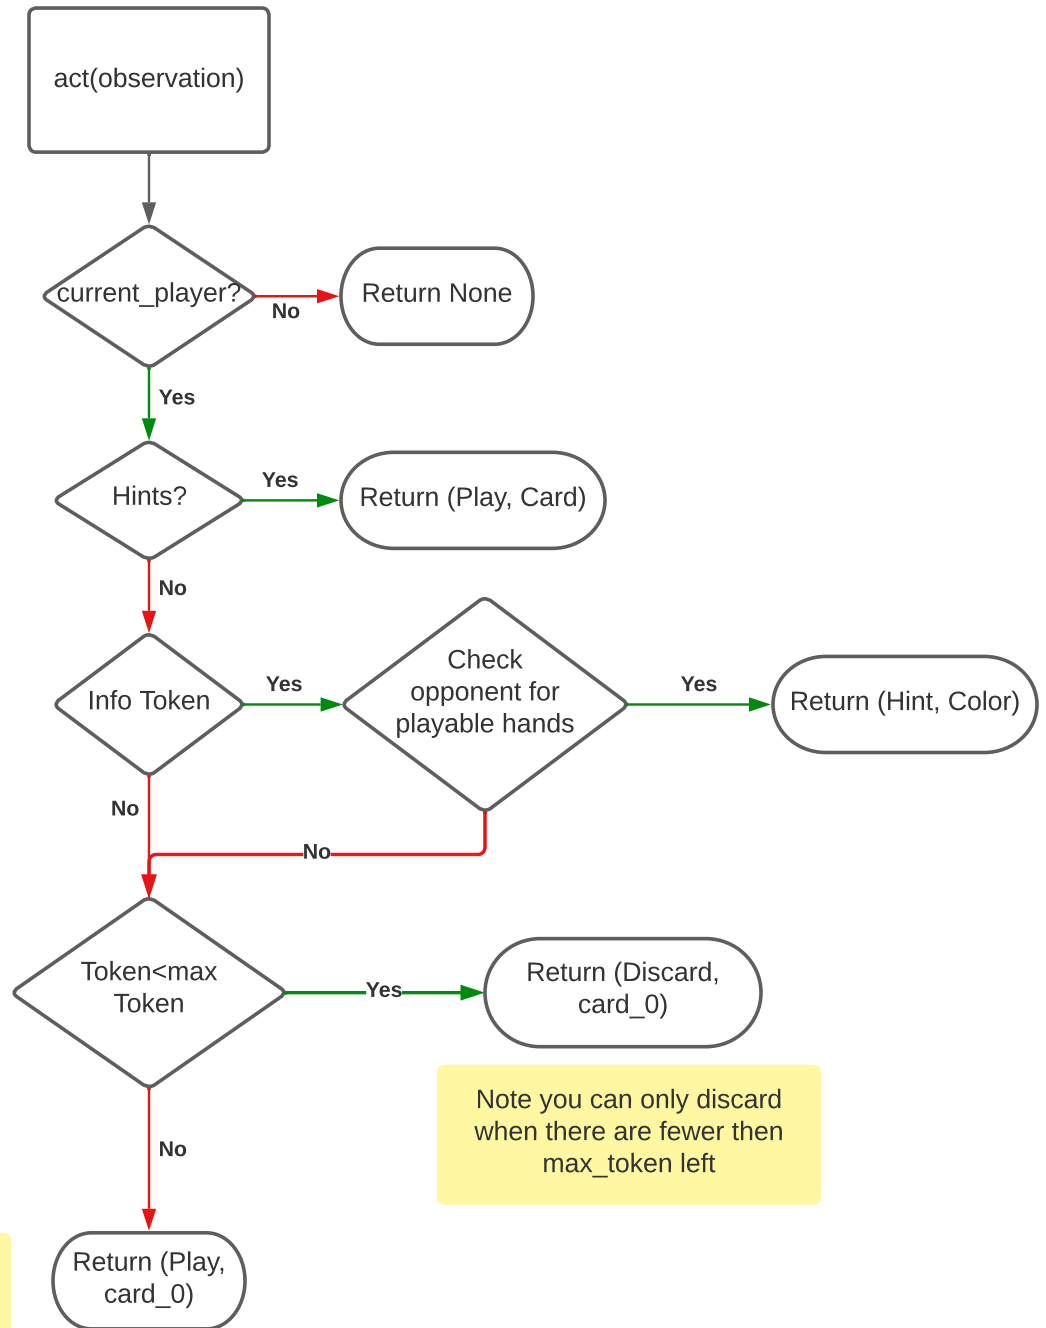 act(observation)
current_player?
No
Return None
Yes
Hints?
Yes
Return (Play, Card)
No
Info Token
Yes
Check
opponent for
playable hands
Yes
Return (Hint, Color)
No
No
Token<max
Token
Yes
Return (Discard,
card_0)
Note you can only discard
when there are fewer then
max_token left
No
Return (Play,
card_0)